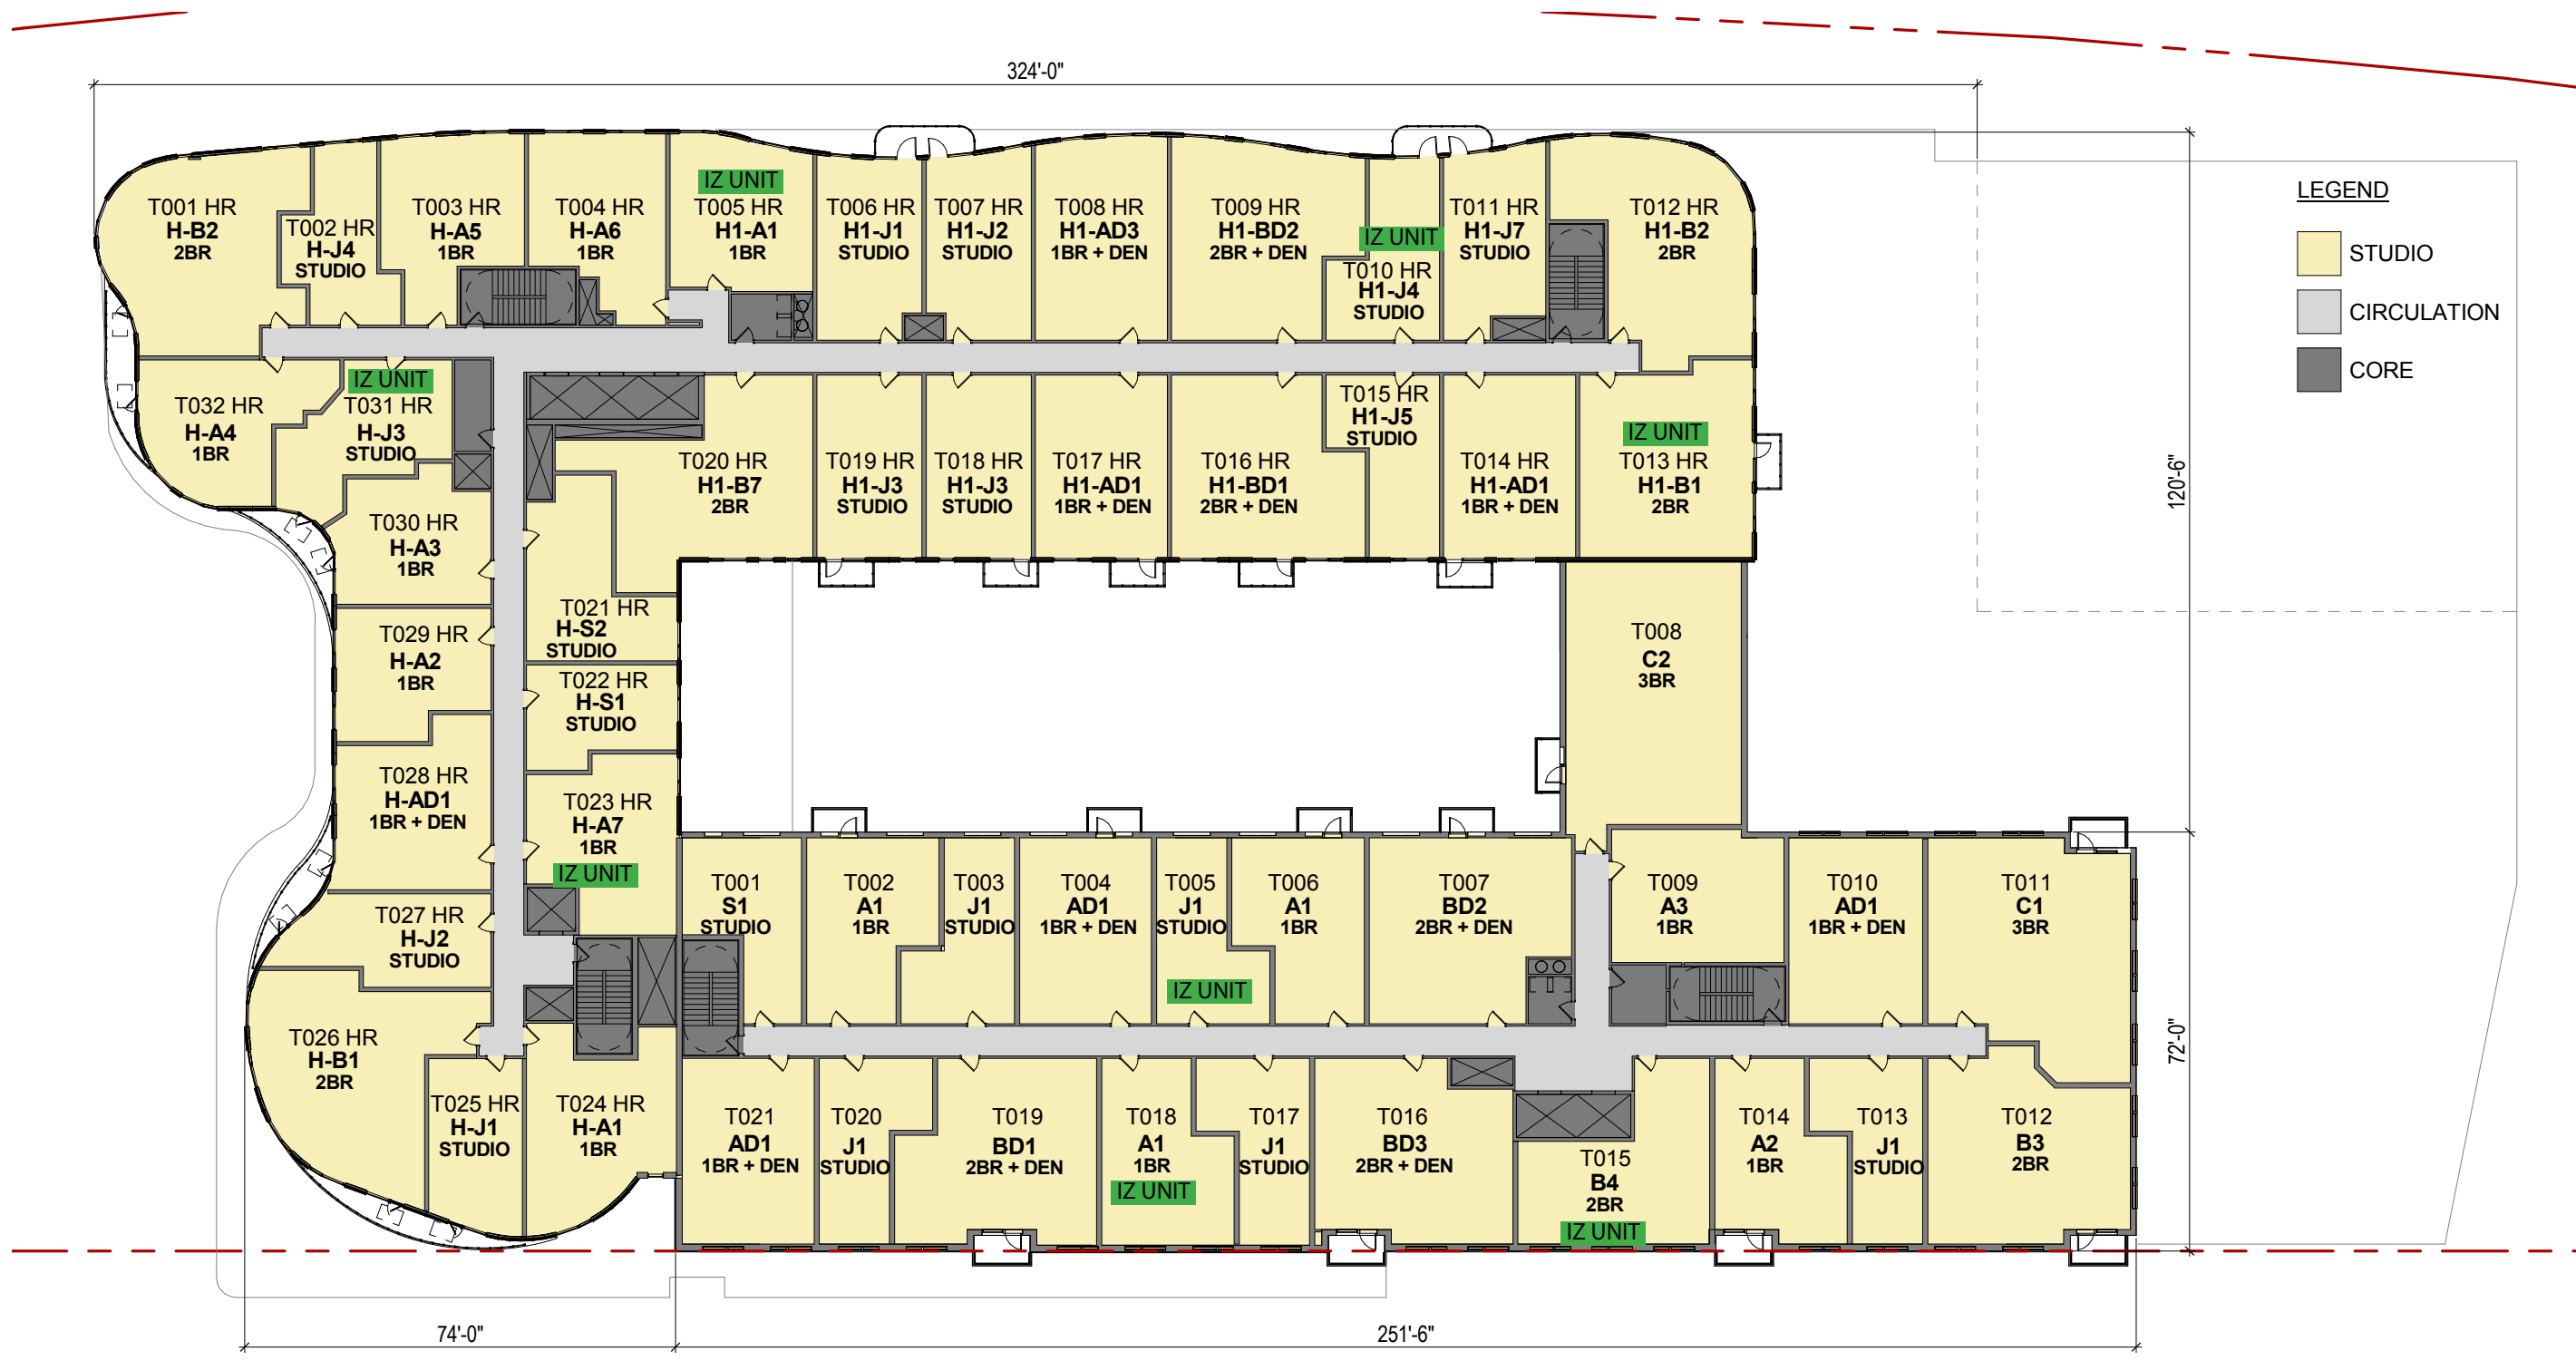 324'-0"
LEGEND
STUDIO
CIRCULATION
CORE
T001 HR
H-B2
2BR
T002 HR
H-J4
STUDIO
T003 HR
H-A5
1BR
T004 HR
H-A6
1BR
IZ UNIT
T005 HR
H1-A1
1BR
T006 HR
H1-J1
STUDIO
T007 HR
H1-J2
STUDIO
T008 HR
H1-AD3
1BR + DEN
T009 HR
H1-BD2
2BR + DEN
IZ UNIT
T010 HR
H1-J4
STUDIO
T011 HR
H1-J7
STUDIO
T012 HR
H1-B2
2BR
T032 HR
H-A4
1BR
IZ UNIT
T031 HR
H-J3
STUDIO
T020 HR
H1-B7
2BR
T019 HR
H1-J3
STUDIO
T018 HR
H1-J3
STUDIO
T017 HR
H1-AD1
1BR + DEN
T016 HR
H1-BD1
2BR + DEN
T015 HR
H1-J5
STUDIO
T014 HR
H1-AD1
1BR + DEN
IZ UNIT
T013 HR
H1-B1
2BR
120'-6"
T030 HR
H-A3
1BR
T029 HR
H-A2
1BR
T028 HR
H-AD1
1BR + DEN
T027 HR
H-J2
STUDIO
T026 HR
H-B1
2BR
T025 HR
H-J1
STUDIO
T024 HR
H-A1
1BR
T021 HR
H-S2
STUDIO
T022 HR
H-S1
STUDIO
T023 HR
H-A7
1BR
IZ UNIT
T008
C2
3BR
T001
S1
STUDIO
T002
A1
1BR
T003
J1
STUDIO
T004
AD1
1BR + DEN
T005
J1
STUDIO
IZ UNIT
T006
A1
1BR
T007
BD2
2BR + DEN
T009
A3
1BR
T010
AD1
1BR + DEN
T011
C1
3BR
72'-0"
T021
AD1
1BR + DEN
T020
J1
STUDIO
T019
BD1
2BR + DEN
T018
A1
1BR
IZ UNIT
T017
J1
STUDIO
T016
BD3
2BR + DEN
T015
B4
2BR
IZ UNIT
T014
A2
1BR
T013
J1
STUDIO
T012
B3
2BR
74'-0"
251'-6"